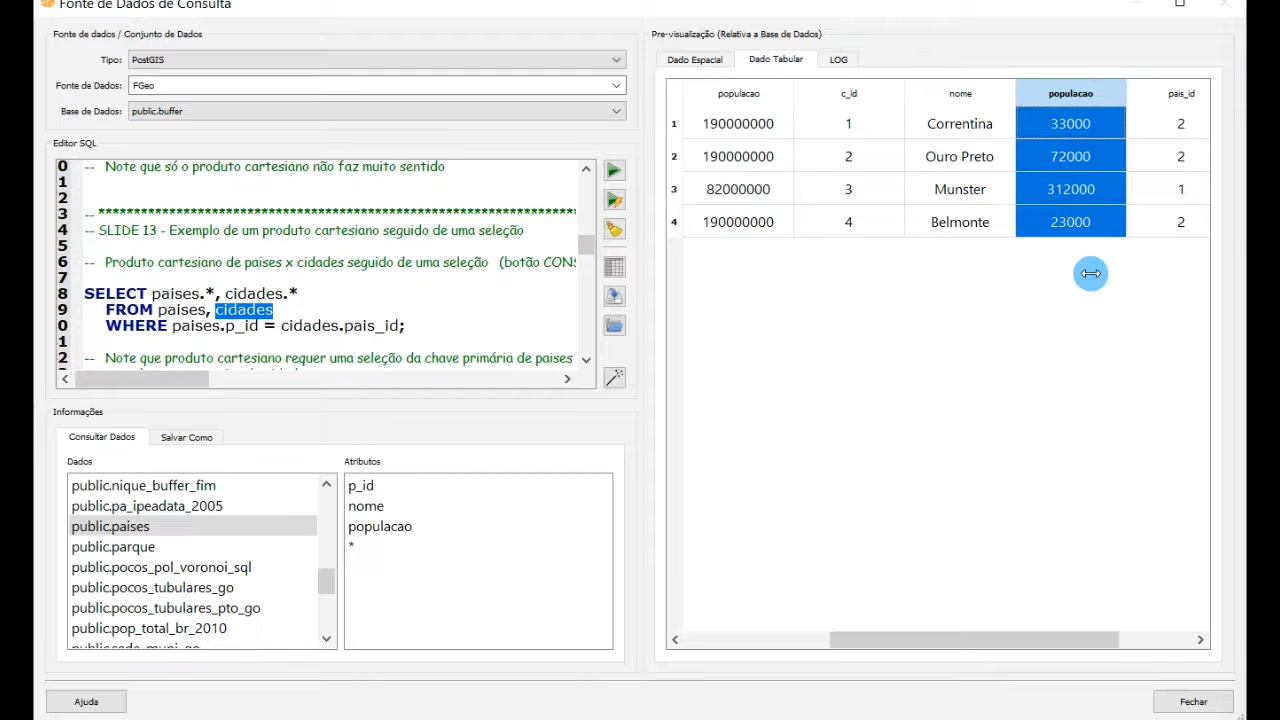 Fonte de Dados de Consulta
Fonte de dados / Conjunto de Dados
Tipo: PostGIS
Fonte de Dados: FGeo
Base de Dados: public.buffer
Editor SQL
0 -- Note que só o produto cartesiano não faz muito sentido
1
2
3 -- ****************************************************************
4 -- SLIDE 13 - Exemplo de um produto cartesiano seguido de uma seleção
5
6 -- Produto cartesiano de paises x cidades seguido de uma seleção (botão CONS
7
8 SELECT paises.*, cidades.*
9 FROM paises, cidades
0 WHERE paises.p_id = cidades.pais_id;
1
2 -- Note que produto cartesiano requer uma seleção da chave primária de paises
Informações
Consultar Dados Salvar Como
Dados
public.nique_buffer_fim
public.pa_ipeadata_2005
public.paises
public.parque
public.pocos_pol_voronoi_sql
public.pocos_tubulares_go
public.pocos_tubulares_pto_go
public.pop_total_br_2010
Atributos
p_id
nome
populacao
*
Ajuda
Pre-visualização (Relativa a Base de Dados)
Dado Espacial Dado Tabular LOG
populacao c_id nome populacao pais_id
1 190000000 1 Correntina 33000 2
2 190000000 2 Ouro Preto 72000 2
3 82000000 3 Munster 312000 1
4 190000000 4 Belmonte 23000 2
Fechar